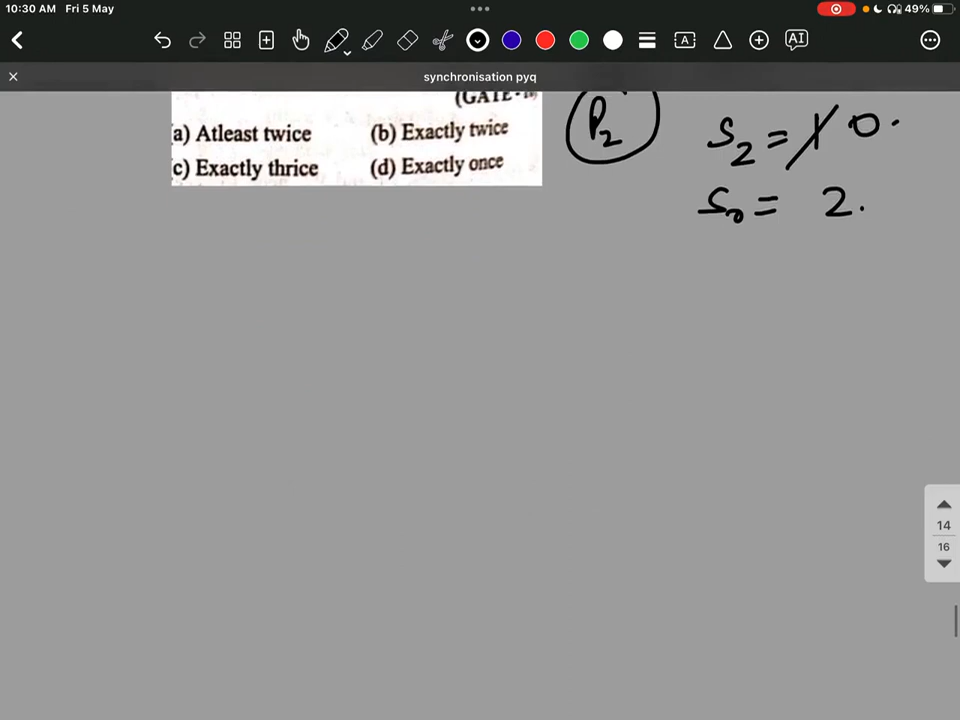 10:30 AM Fri 5 May
49%
A
AI
synchronisation pyq
(GATE-
(a) Atleast twice (b) Exactly twice
(c) Exactly thrice (d) Exactly once
P2
S2 = 1 0.
S0 = 2.
14
16